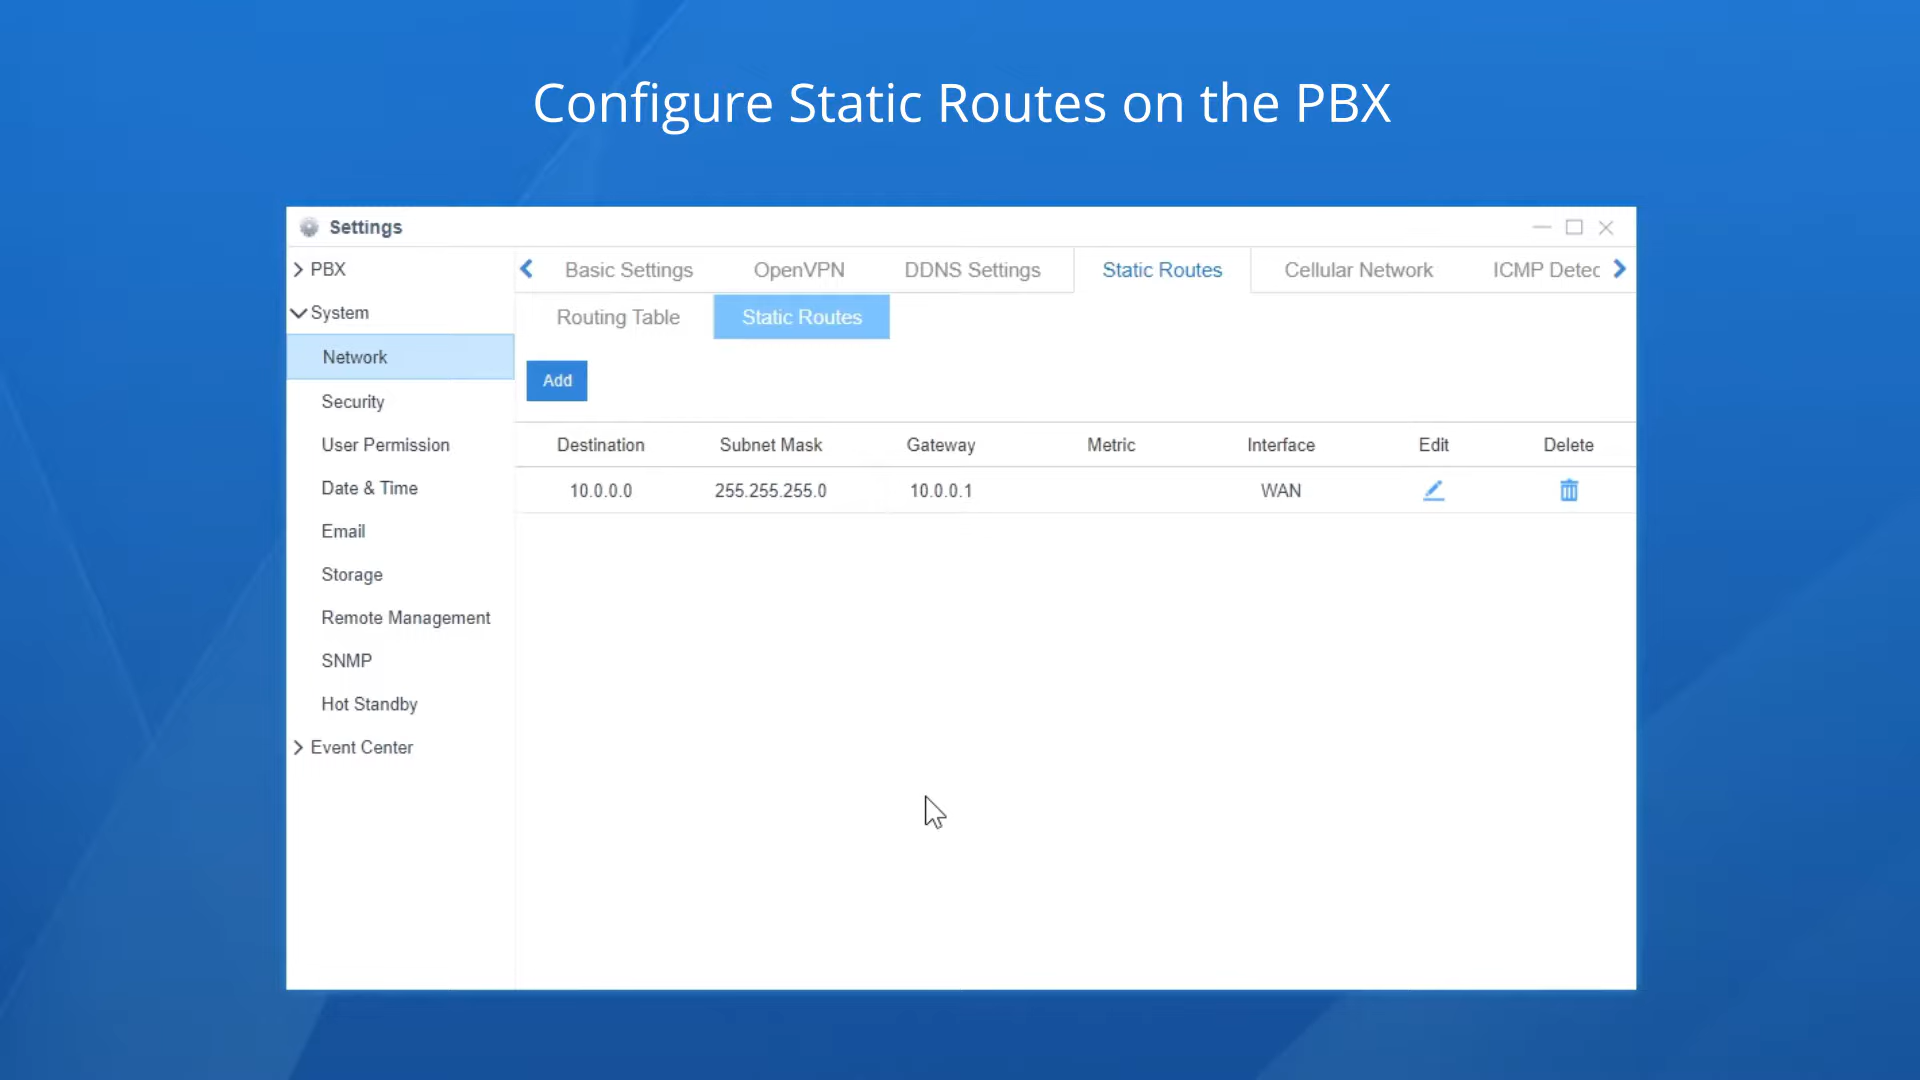 Configure Static Routes on the PBX
Settings
PBX
System
Network
Security
User Permission
Date & Time
Email
Storage
Remote Management
SNMP
Hot Standby
Event Center
Basic Settings OpenVPN DDNS Settings Static Routes Cellular Network ICMP Detec
Routing Table Static Routes
Add
Destination Subnet Mask Gateway Metric Interface Edit Delete
10.0.0.0 255.255.255.0 10.0.0.1 WAN